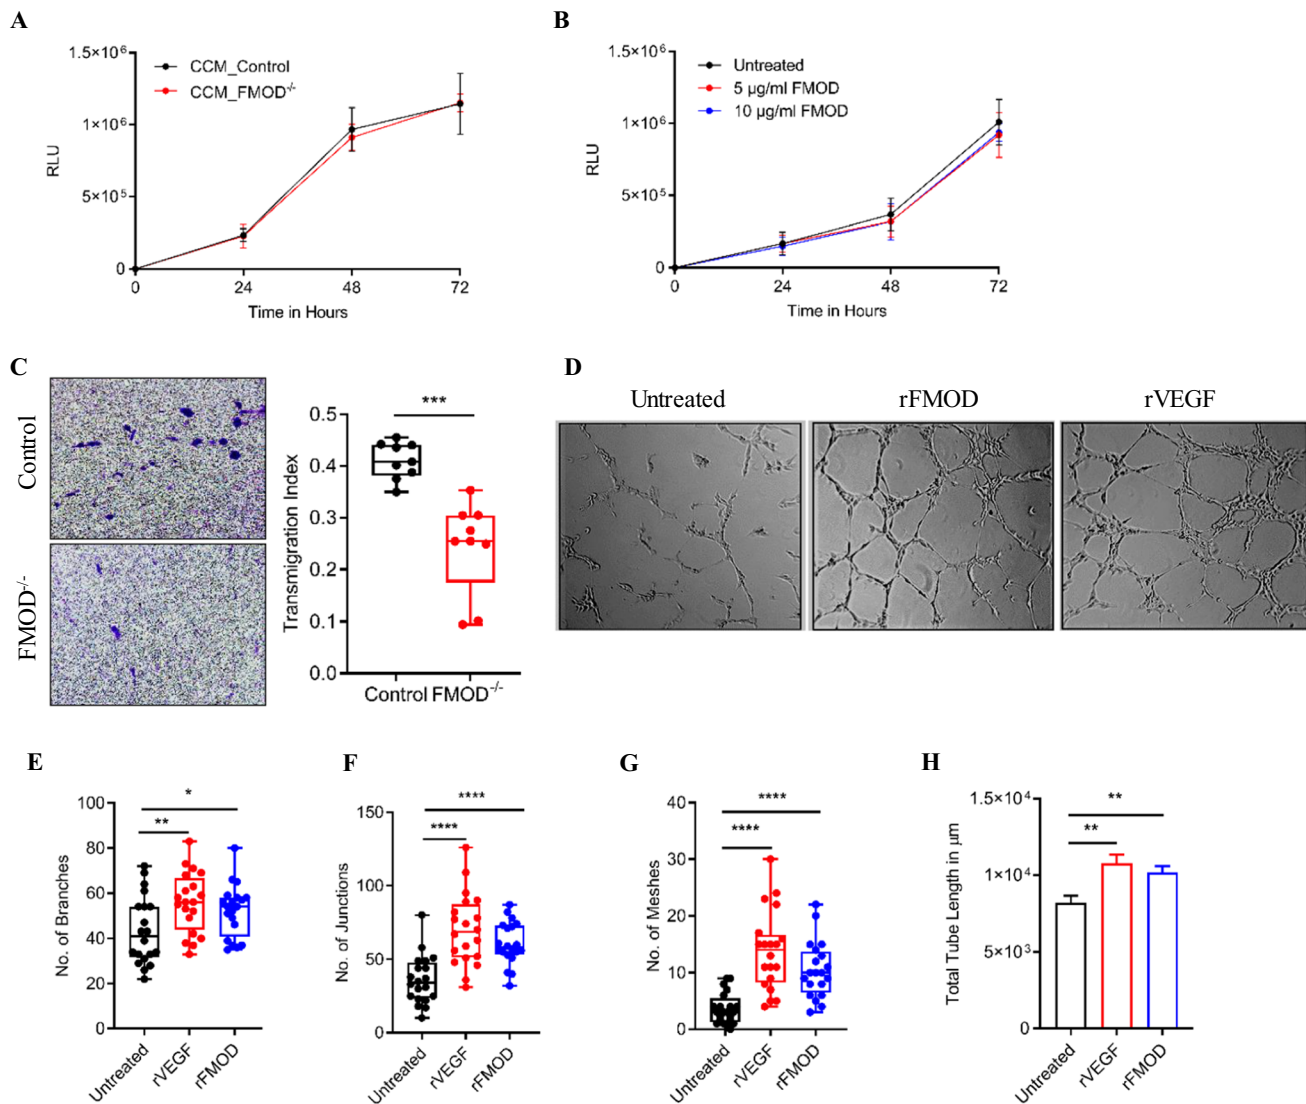 A
1.5×10⁶
1×10⁶
5×10⁵
0
RLU
CCM_Control
CCM_FMOD⁻/⁻
0 24 48 72
Time in Hours
B
1.5×10⁶
1×10⁶
5×10⁵
0
RLU
Untreated
5 µg/ml FMOD
10 µg/ml FMOD
0 24 48 72
Time in Hours
C
Control
FMOD⁻/⁻
Transmigration Index
0.5
0.4
0.3
0.2
0.1
0.0
***
Control FMOD⁻/⁻
D
Untreated rFMOD rVEGF
E
No. of Branches
100
80
60
40
20
0
*
**
Untreated rVEGF rFMOD
F
No. of Junctions
150
100
50
0
****
****
Untreated rVEGF rFMOD
G
No. of Meshes
40
30
20
10
0
****
****
Untreated rVEGF rFMOD
H
Total Tube Length in µm
1.5×10⁴
1×10⁴
5×10³
0
**
**
Untreated rVEGF rFMOD